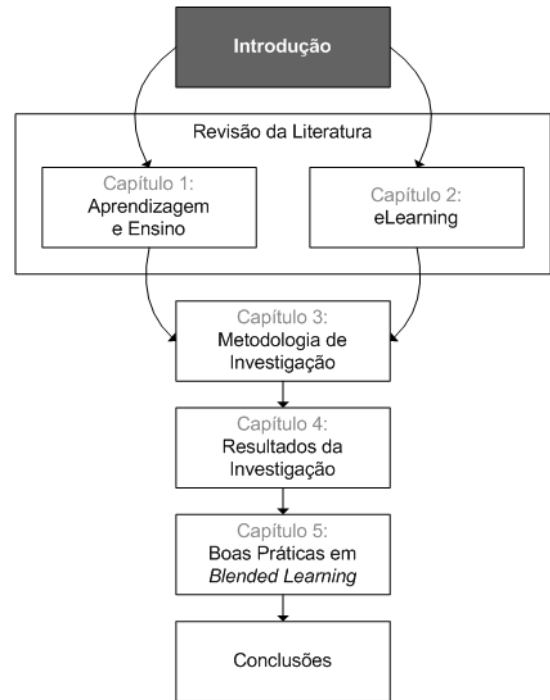 Introdução
Revisão da Literatura
Capítulo 1:
Aprendizagem
e Ensino
Capítulo 2:
eLearning
Capítulo 3:
Metodologia de
Investigação
Capítulo 4:
Resultados da
Investigação
Capítulo 5:
Boas Práticas em
Blended Learning
Conclusões